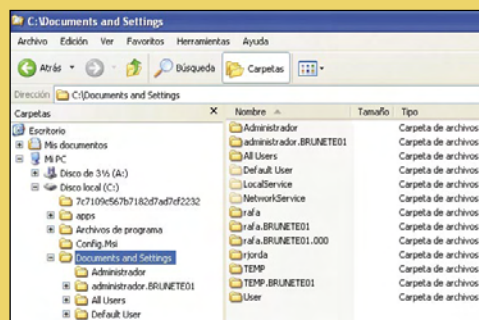 C:\Documents and Settings
Archivo Edición Ver Favoritos Herramientas Ayuda
Atrás Búsqueda Carpetas
Dirección C:\Documents and Settings
Carpetas X
Escritorio
Mis documentos
Mi PC
Disco de 3½ (A:)
Disco local (C:)
7c7109c567b7182d7ad7cf2232
apps
Archivos de programa
Config.Msi
Documents and Settings
Administrador
administrador.BRUNETE01
All Users
Default User
Nombre Tamaño Tipo
Administrador Carpeta de archivos
administrador.BRUNETE01 Carpeta de archivos
All Users Carpeta de archivos
Default User Carpeta de archivos
LocalService Carpeta de archivos
NetworkService Carpeta de archivos
rafa Carpeta de archivos
rafa.BRUNETE01 Carpeta de archivos
rafa.BRUNETE01.000 Carpeta de archivos
rjorda Carpeta de archivos
TEMP Carpeta de archivos
TEMP.BRUNETE01 Carpeta de archivos
User Carpeta de archivos